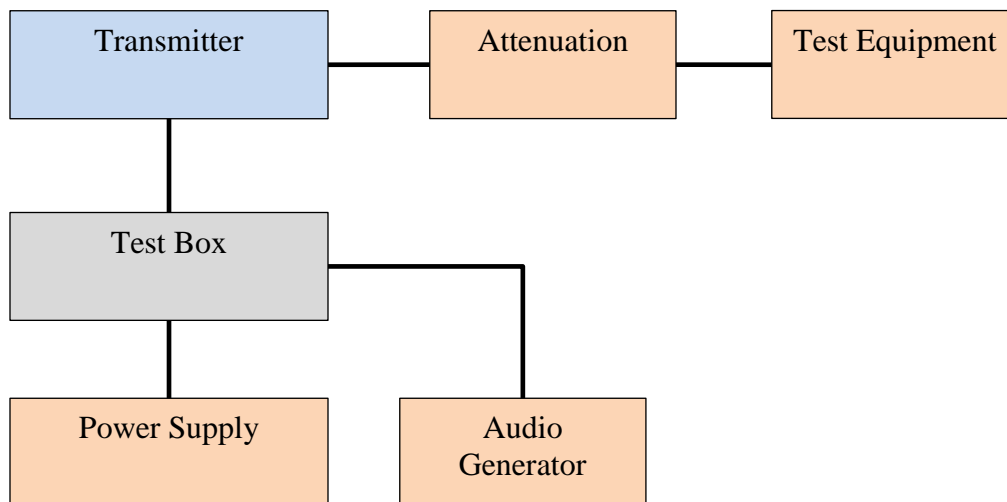 Transmitter
Attenuation
Test Equipment
Test Box
Power Supply
Audio
Generator